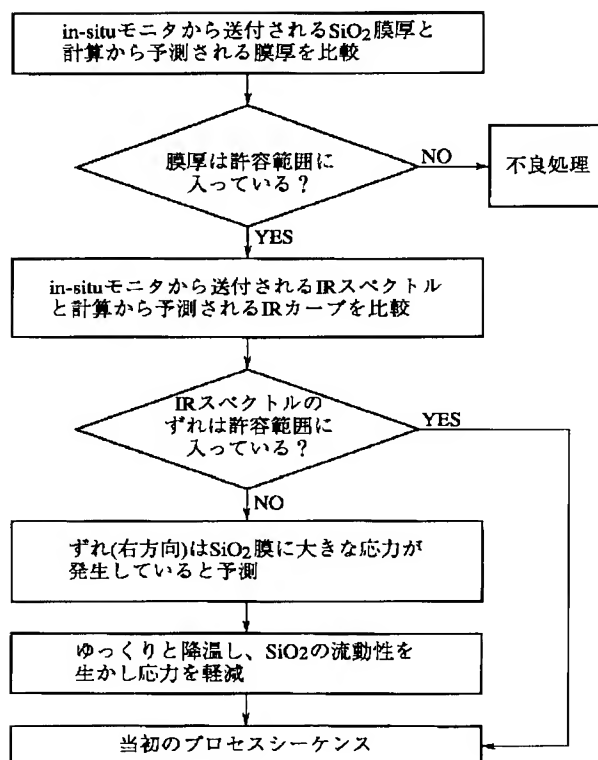 in-situモニタから送付されるSiO2膜厚と
計算から予測される膜厚を比較
膜厚は許容範囲に
入っている？
NO
不良処理
YES
in-situモニタから送付されるIRスペクトル
と計算から予測されるIRカーブを比較
IRスペクトルの
ずれは許容範囲に
入っている？
YES
NO
ずれ(右方向)はSiO2膜に大きな応力が
発生していると予測
ゆっくりと降温し、SiO2の流動性を
生かし応力を軽減
当初のプロセスシーケンス